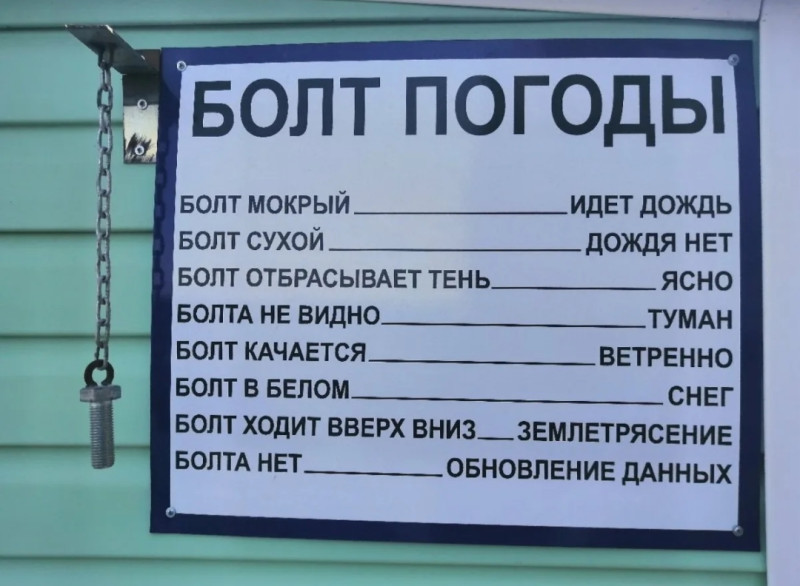 БОЛТ ПОГОДЫ
БОЛТ МОКРЫЙ ИДЕТ ДОЖДЬ
БОЛТ СУХОЙ ДОЖДЯ НЕТ
БОЛТ ОТБРАСЫВАЕТ ТЕНЬ ЯСНО
БОЛТА НЕ ВИДНО ТУМАН
БОЛТ КАЧАЕТСЯ ВЕТРЕННО
БОЛТ В БЕЛОМ СНЕГ
БОЛТ ХОДИТ ВВЕРХ ВНИЗ ЗЕМЛЕТРЯСЕНИЕ
БОЛТА НЕТ ОБНОВЛЕНИЕ ДАННЫХ